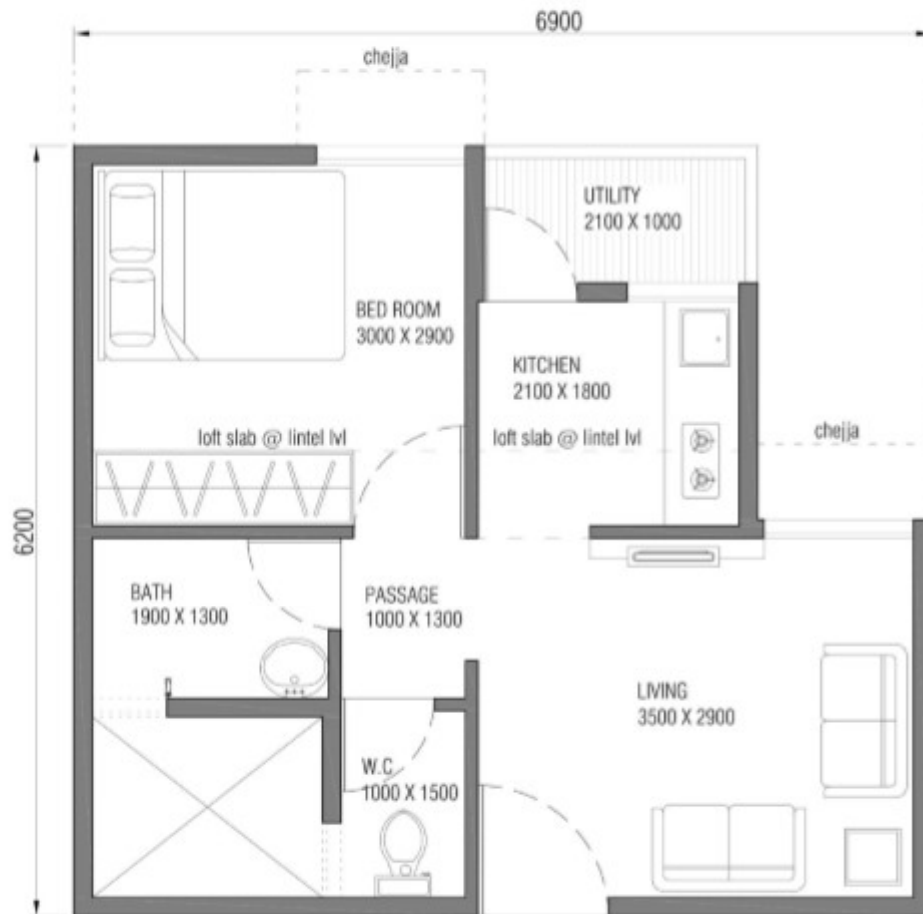 6900
chejja
UTILITY
2100 X 1000
BED ROOM
3000 X 2900
KITCHEN
2100 X 1800
loft slab @ lintel lvl
loft slab @ lintel lvl
chejja
6200
BATH
1900 X 1300
PASSAGE
1000 X 1300
LIVING
3500 X 2900
W.C
1000 X 1500